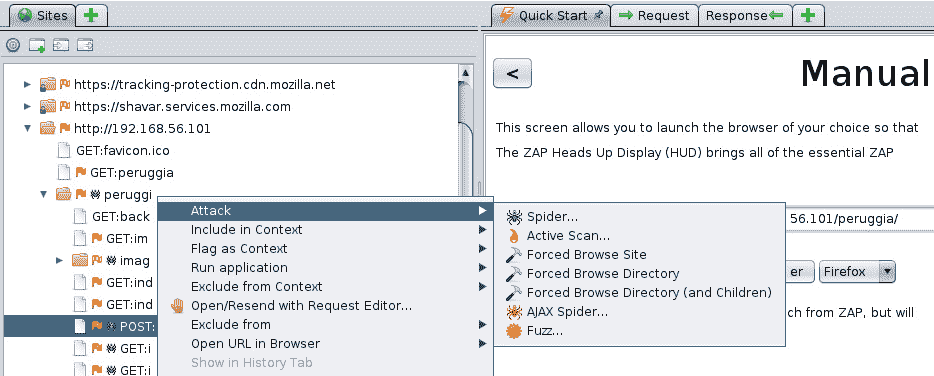 Sites
Quick Start
Request
Response
https://tracking-protection.cdn.mozilla.net
https://shavar.services.mozilla.com
http://192.168.56.101
GET:favicon.ico
GET:peruggia
peruggi
GET:back
GET:im
imag
GET:ind
GET:ind
POST:
GET:i
GET:i
Attack
Include in Context
Flag as Context
Run application
Exclude from Context
Open/Resend with Request Editor...
Exclude from
Open URL in Browser
Show in History Tab
Spider...
Active Scan...
Forced Browse Site
Forced Browse Directory
Forced Browse Directory (and Children)
AJAX Spider...
Fuzz...
<
Manual
This screen allows you to launch the browser of your choice so that
The ZAP Heads Up Display (HUD) brings all of the essential ZAP
56.101/peruggia/
er
Firefox
ch from ZAP, but will